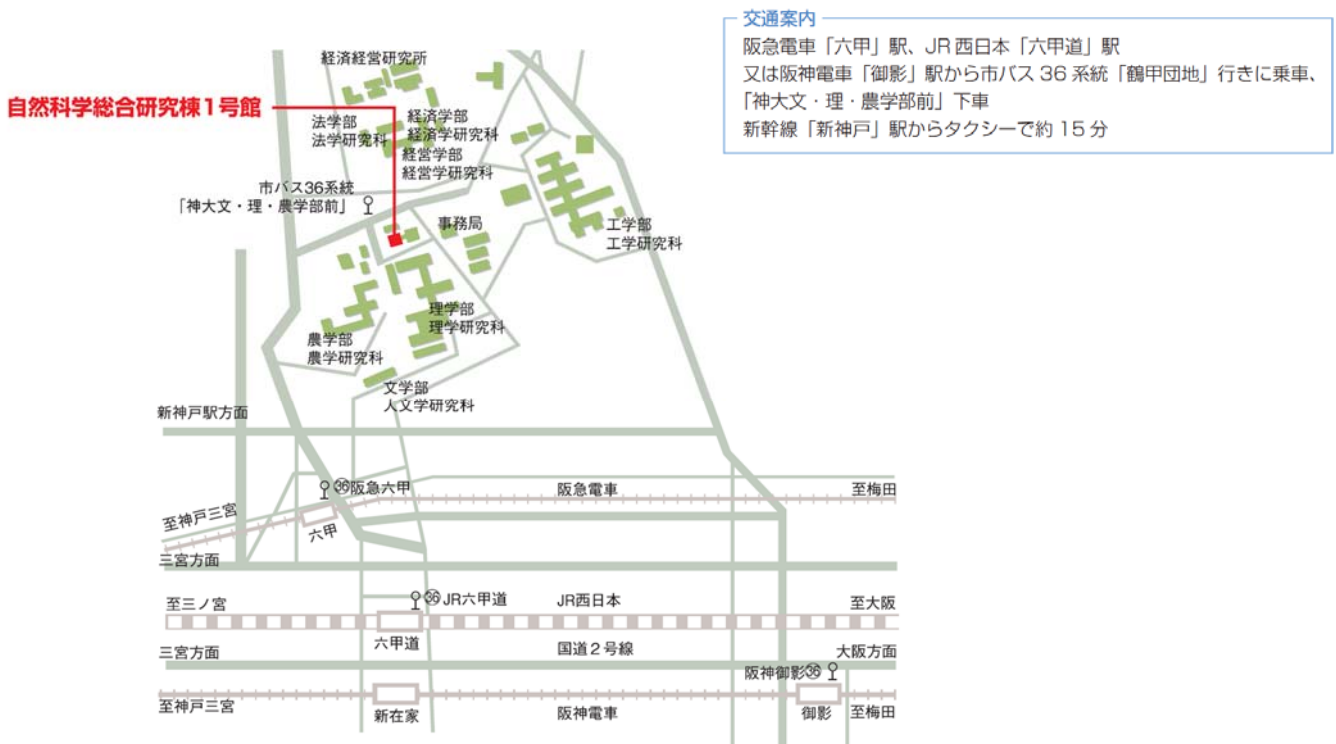 交通案内
阪急電車「六甲」駅、JR西日本「六甲道」駅
又は阪神電車「御影」駅から市バス36系統「鶴甲団地」行きに乗車、
「神大文・理・農学部前」下車
新幹線「新神戸」駅からタクシーで約15分
経済経営研究所
自然科学総合研究棟1号館
法学部
法学研究科
経済学部
経済学研究科
経営学部
経営学研究科
市バス36系統
「神大文・理・農学部前」
事務局
工学部
工学研究科
理学部
理学研究科
農学部
農学研究科
文学部
人文学研究科
新神戸駅方面
㊱阪急六甲
阪急電車
至梅田
至神戸三宮
六甲
三宮方面
㊱JR六甲道
JR西日本
至三ノ宮
至大阪
六甲道
三宮方面
国道2号線
大阪方面
阪神御影㊱
至神戸三宮
新在家
阪神電車
御影
至梅田